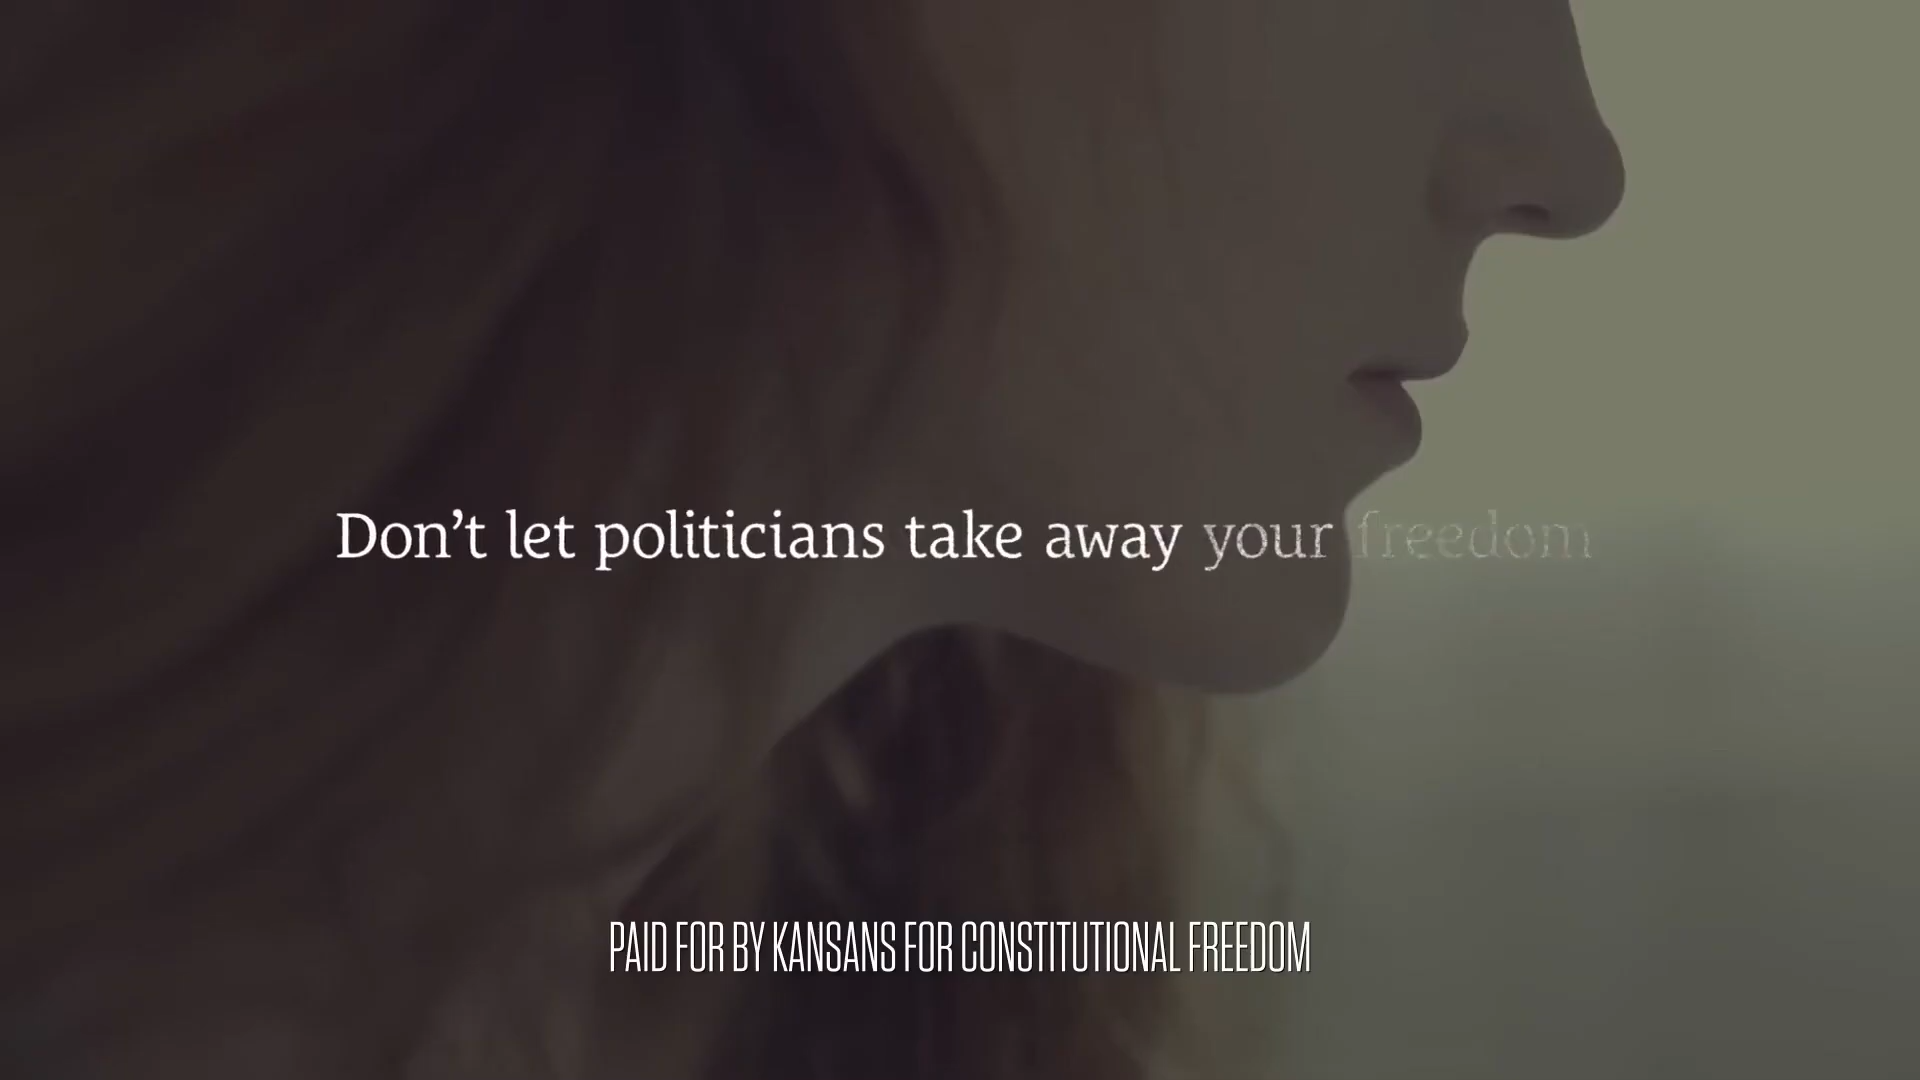 Don't let politicians take away your freedom
PAID FOR BY KANSANS FOR CONSTITUTIONAL FREEDOM